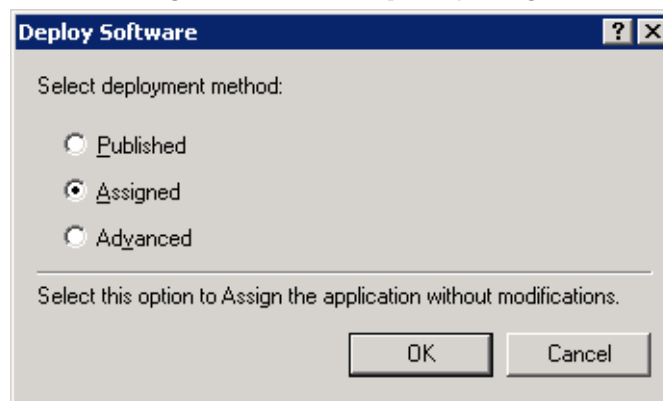 Deploy Software
Select deployment method:
Published
Assigned
Advanced
Select this option to Assign the application without modifications.
OK Cancel